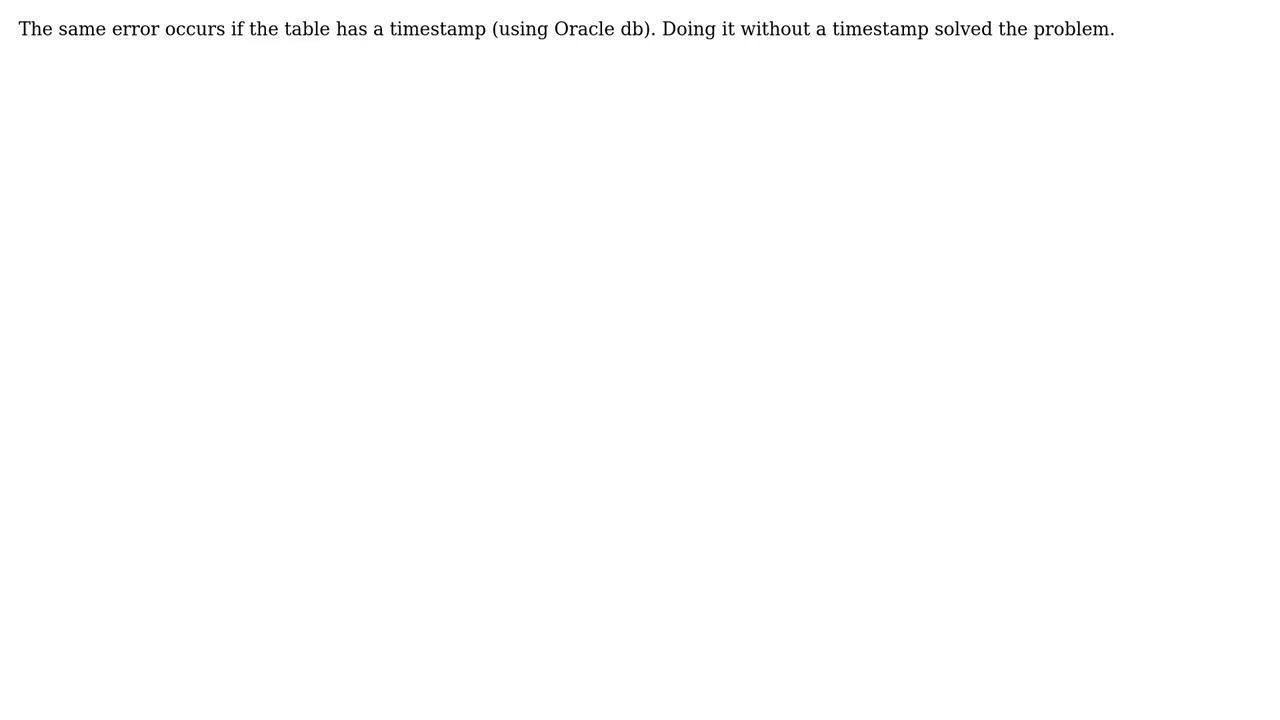 The same error occurs if the table has a timestamp (using Oracle db). Doing it without a timestamp solved the problem.